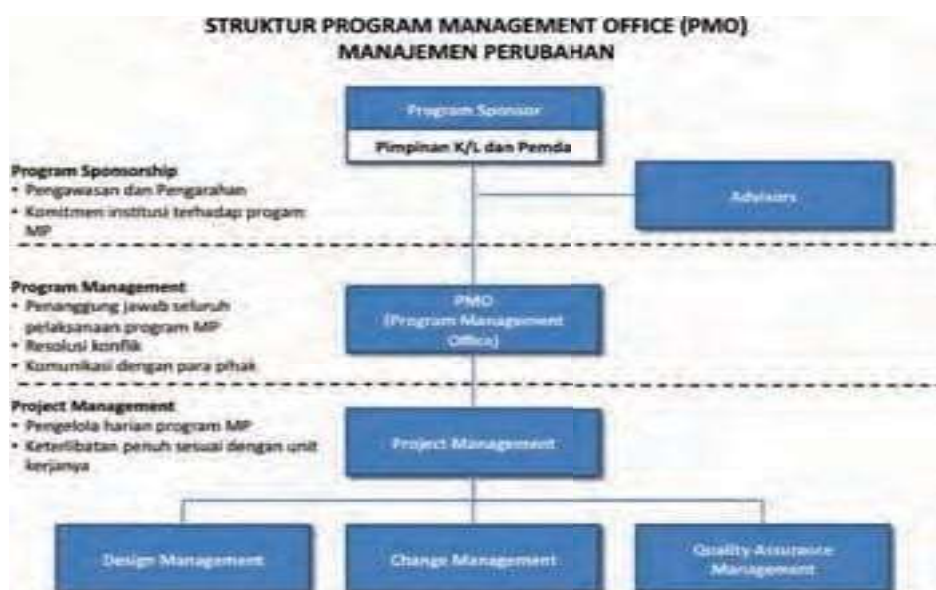 STRUKTUR PROGRAM MANAGEMENT OFFICE (PMO)
MANAJEMEN PERUBAHAN
Program Sponsor
Pimpinan K/L dan Pemda
Program Sponsorship
• Pengawasan dan Pengarahan
• Komitmen institusi terhadap progam
MP
Advisors
Program Management
• Penanggung jawab seluruh
pelaksanaan program MP
• Resolusi konflik
• Komunikasi dengan para pihak
PMO
(Program Management
Office)
Project Management
• Pengelola harian program MP
• Keterlibatan penuh sesuai dengan unit
kerjanya
Project Management
Design Management
Change Management
Quality Assurance
Management